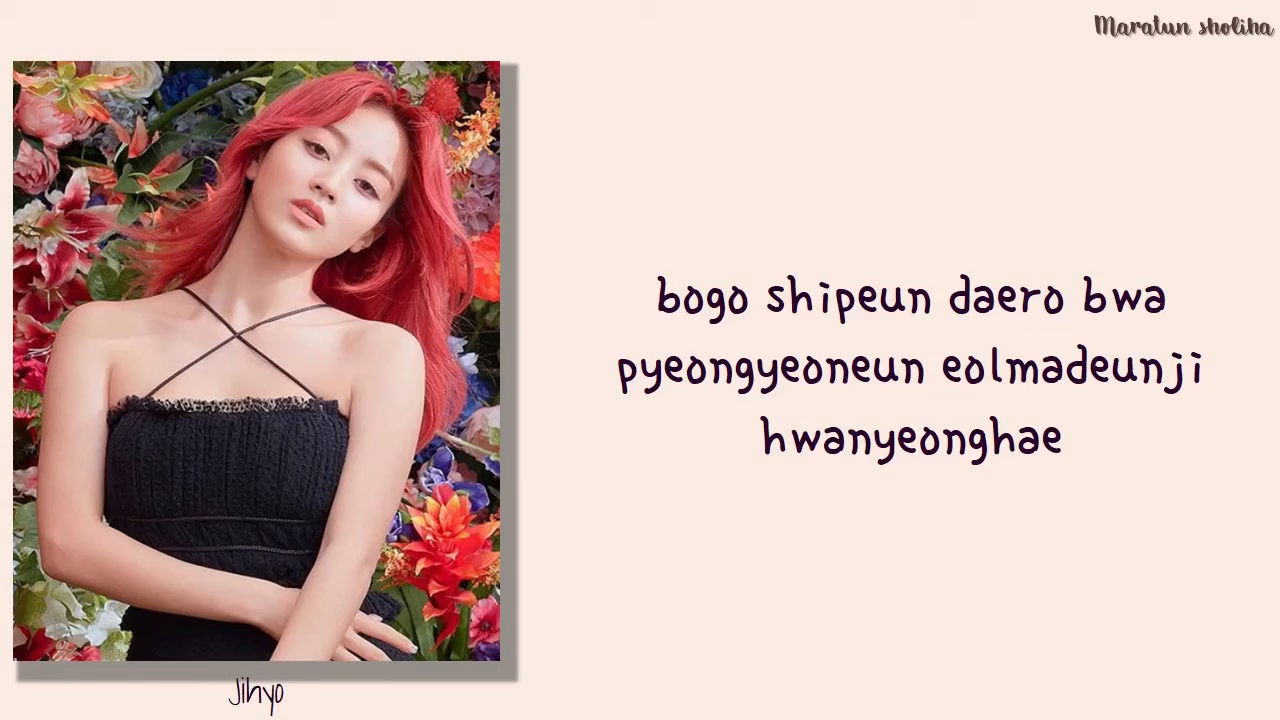 Maratun sholiha
bogo shipeun daero bwa
pyeongyeoneun eolmadeunji
hwanyeonghae
Jihyo